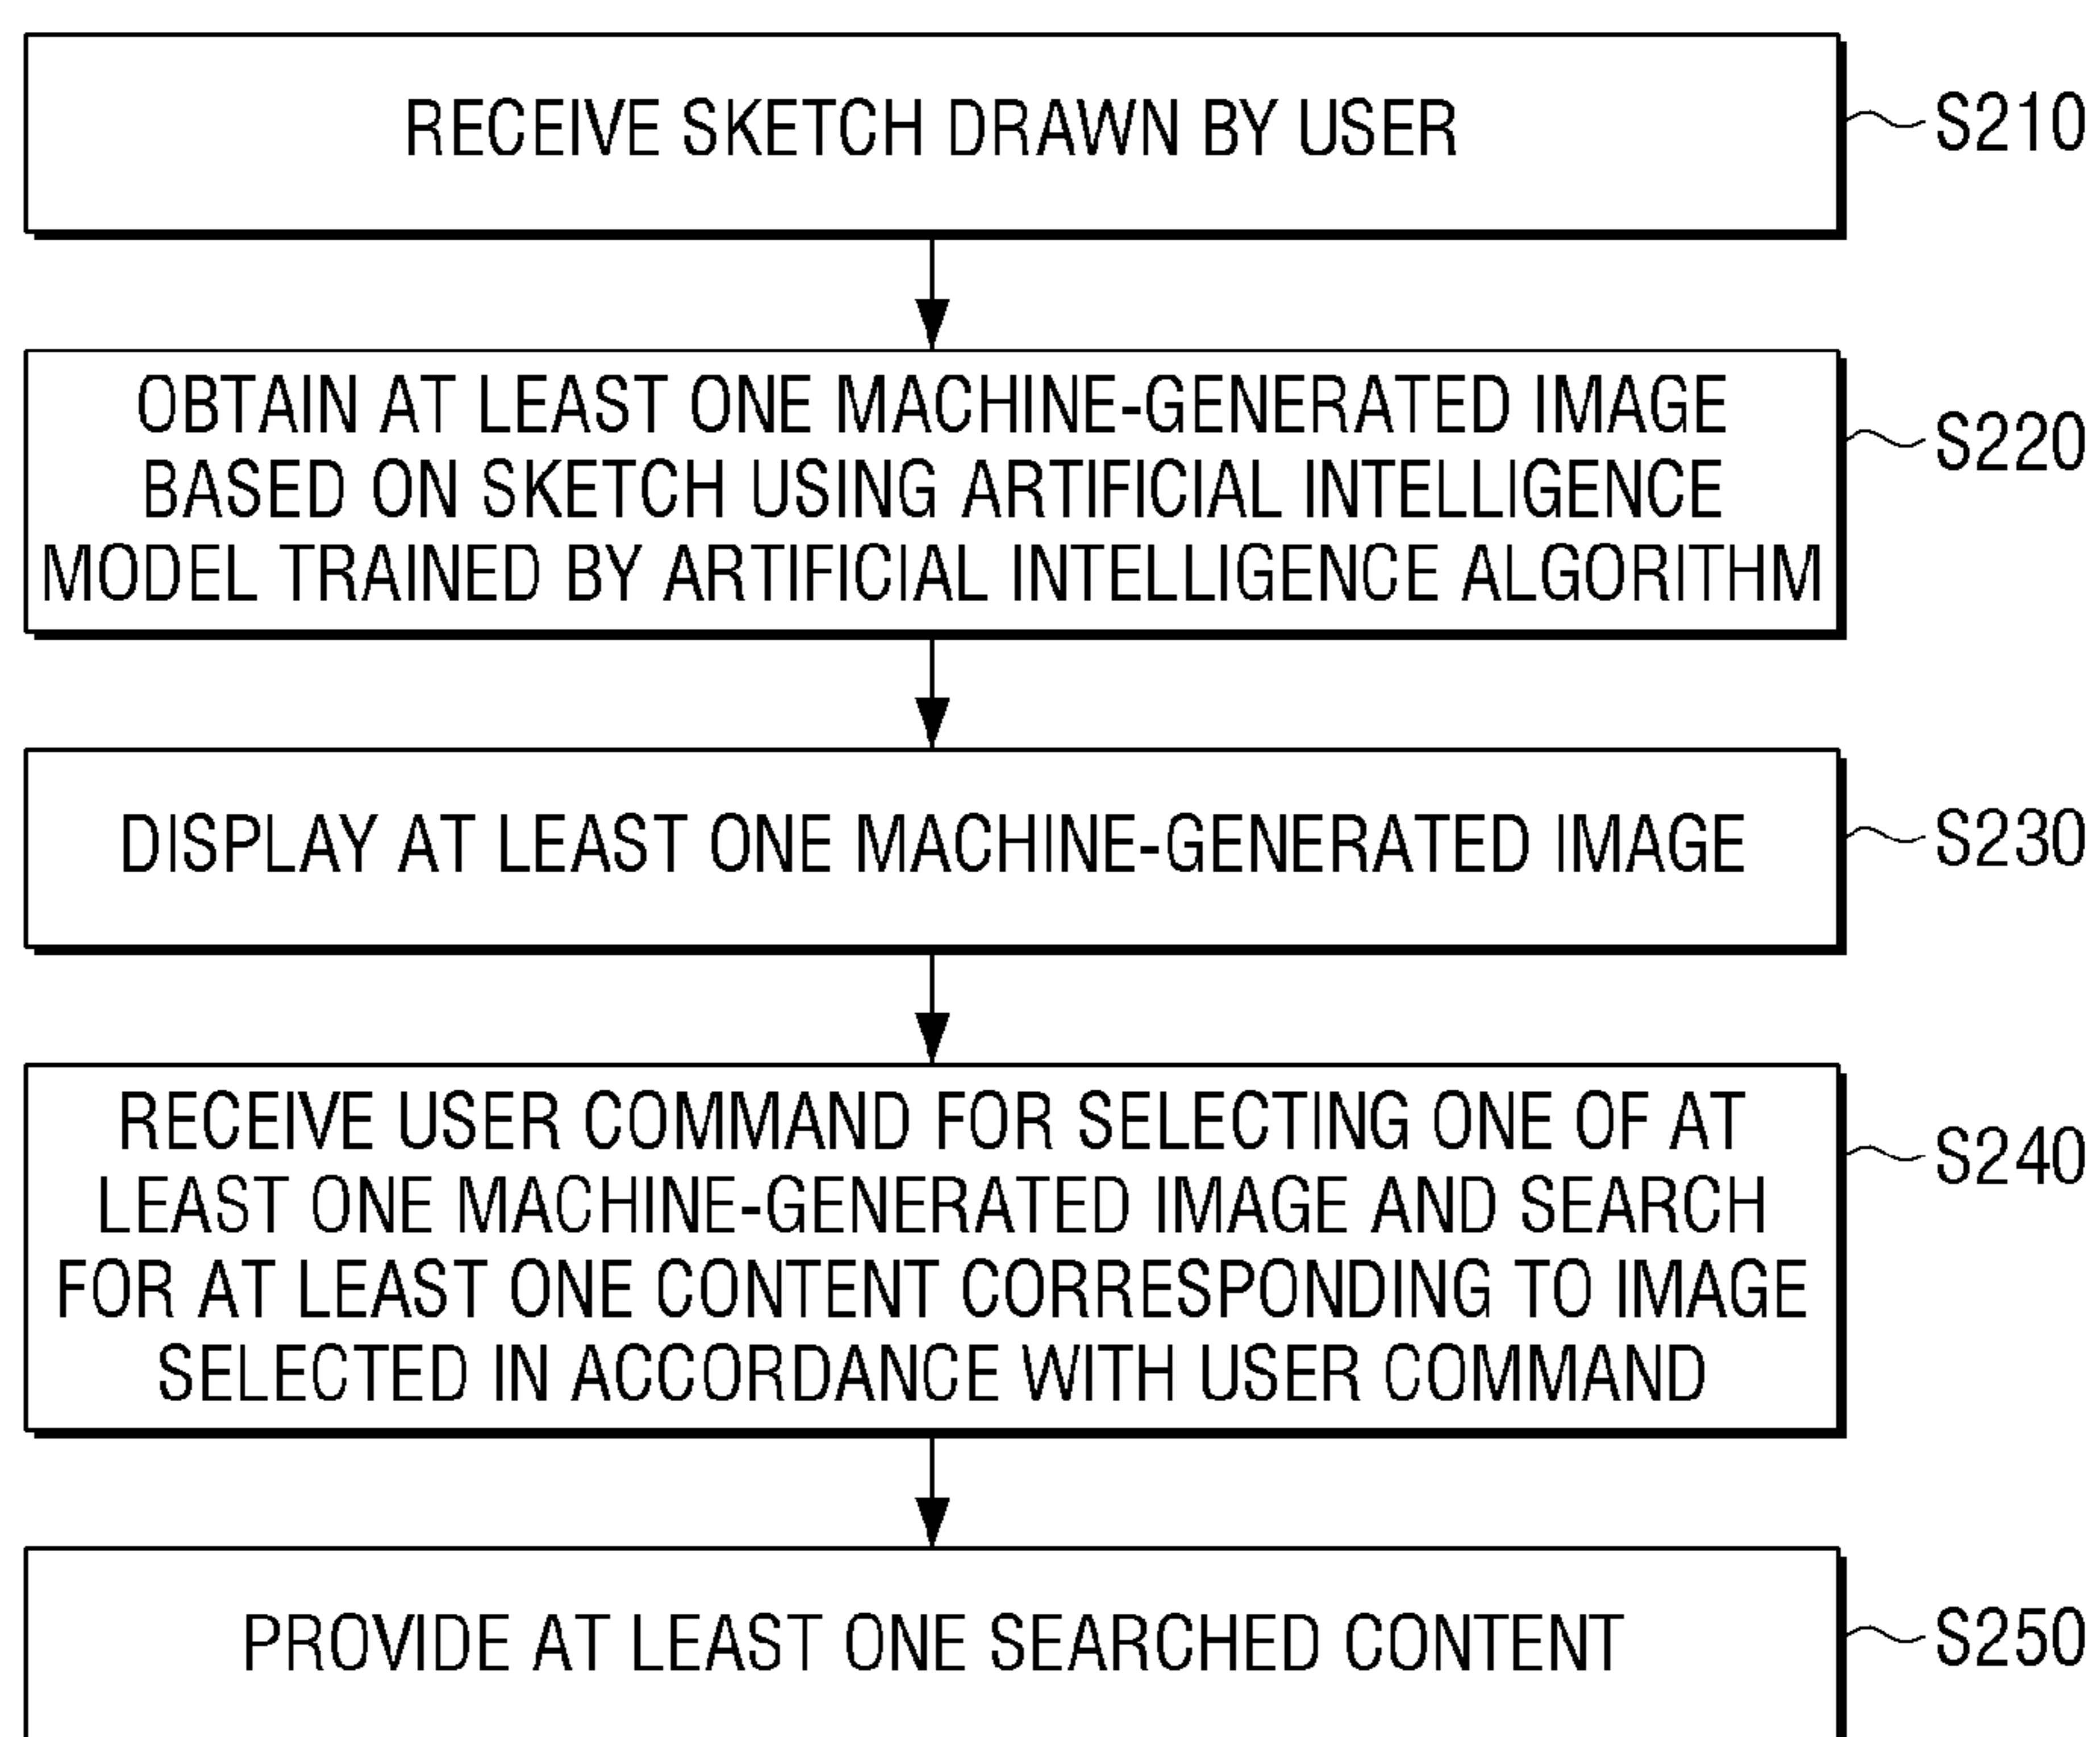 RECEIVE SKETCH DRAWN BY USER
S210
OBTAIN AT LEAST ONE MACHINE-GENERATED IMAGE
BASED ON SKETCH USING ARTIFICIAL INTELLIGENCE
MODEL TRAINED BY ARTIFICIAL INTELLIGENCE ALGORITHM
S220
DISPLAY AT LEAST ONE MACHINE-GENERATED IMAGE
S230
RECEIVE USER COMMAND FOR SELECTING ONE OF AT
LEAST ONE MACHINE-GENERATED IMAGE AND SEARCH
FOR AT LEAST ONE CONTENT CORRESPONDING TO IMAGE
SELECTED IN ACCORDANCE WITH USER COMMAND
S240
PROVIDE AT LEAST ONE SEARCHED CONTENT
S250